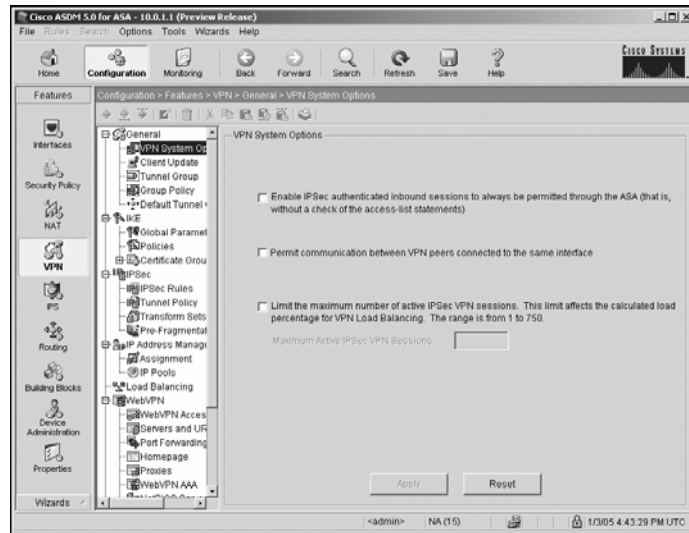 Cisco ASDM 5.0 for ASA - 10.0.1.1 (Preview Release)
File Rules Search Options Tools Wizards Help
Home Configuration Monitoring Back Forward Search Refresh Save Help
CISCO SYSTEMS
Features
Configuration > Features > VPN > General > VPN System Options
Interfaces
Security Policy
NAT
VPN
IPS
Routing
Building Blocks
Device
Administration
Properties
Wizards
General
VPN System Op
Client Update
Tunnel Group
Group Policy
Default Tunnel
IKE
Global Paramet
Policies
Certificate Grou
IPSec
IPSec Rules
Tunnel Policy
Transform Sets
Pre-Fragmentat
IP Address Manag
Assignment
IP Pools
Load Balancing
WebVPN
WebVPN Acces
Servers and UR
Port Forwarding
Homepage
Proxies
WebVPN AAA
VPN System Options
Enable IPSec authenticated inbound sessions to always be permitted through the ASA (that is,
without a check of the access-list statements)
Permit communication between VPN peers connected to the same interface
Limit the maximum number of active IPSec VPN sessions. This limit affects the calculated load
percentage for VPN Load Balancing. The range is from 1 to 750.
Maximum Active IPSec VPN Sessions:
Apply Reset
<admin> NA (15) 1/3/05 4:43:29 PM UTC